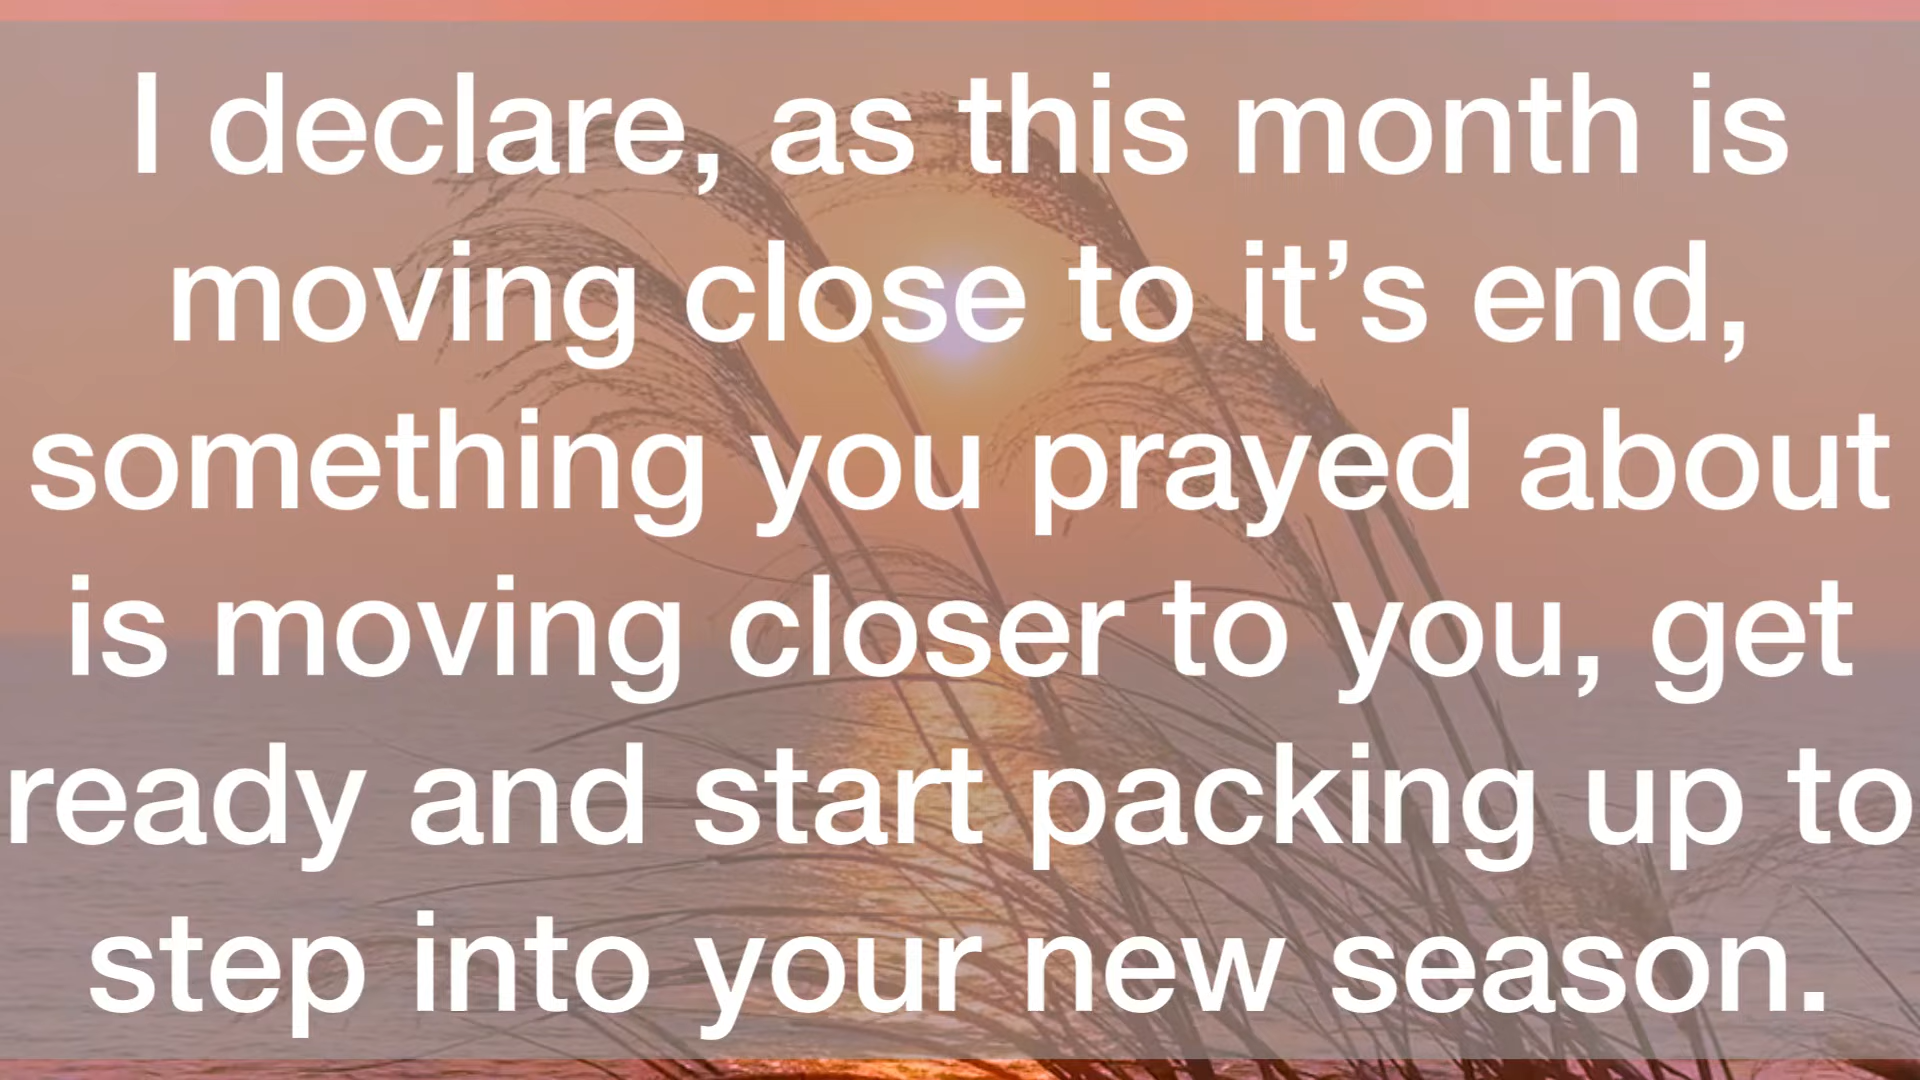 I declare, as this month is
moving close to it’s end,
something you prayed about
is moving closer to you, get
ready and start packing up to
step into your new season.